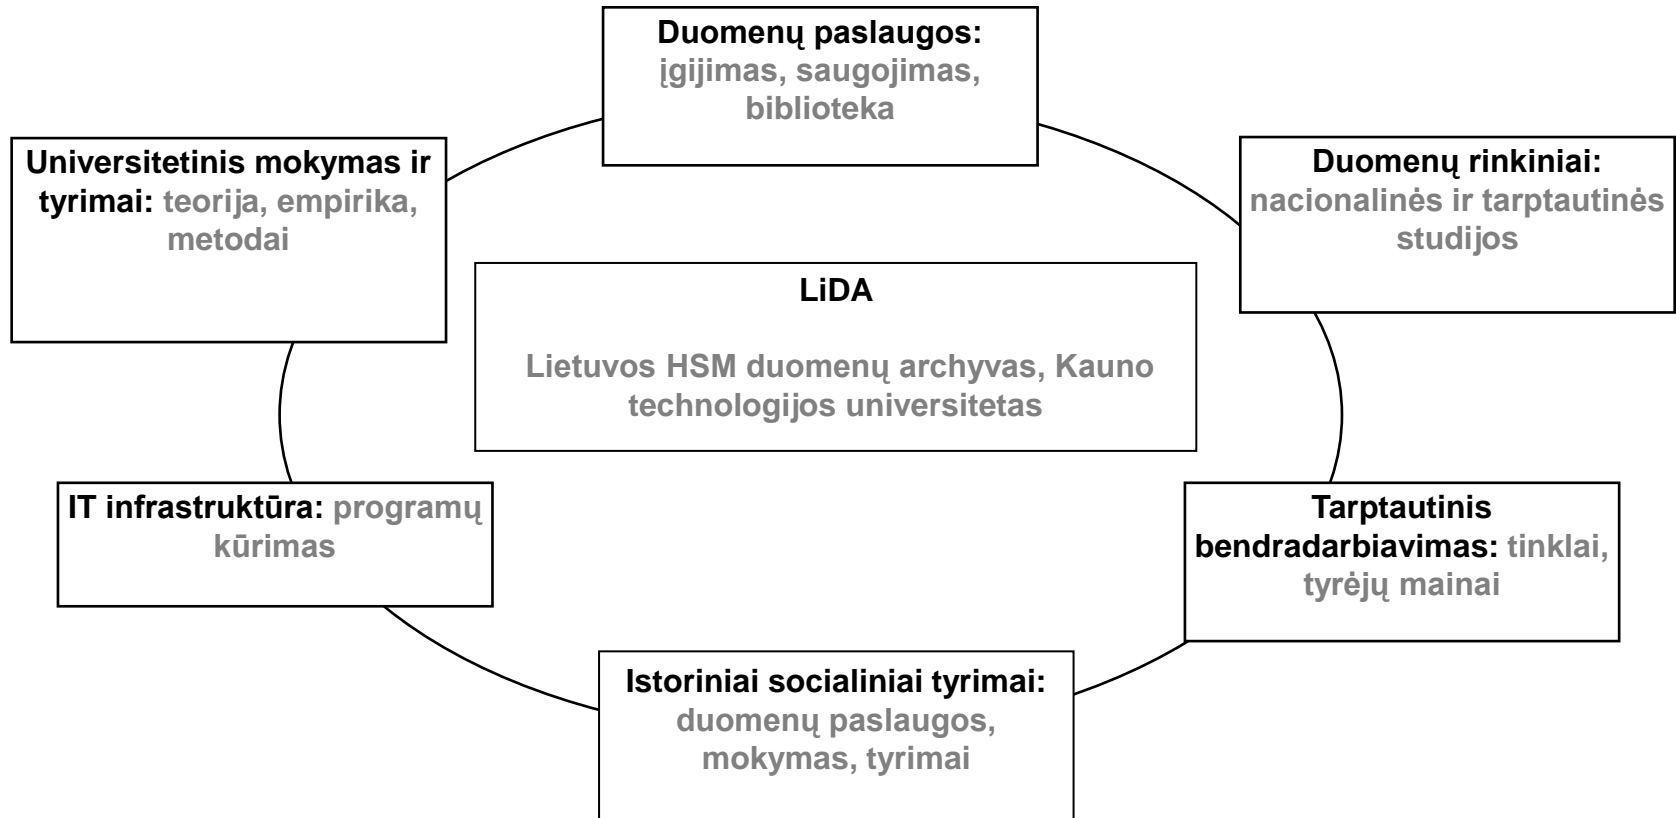 Duomenų paslaugos:
įgijimas, saugojimas,
biblioteka
Universitetinis mokymas ir
tyrimai: teorija, empirika,
metodai
Duomenų rinkiniai:
nacionalinės ir tarptautinės
studijos
LiDA
Lietuvos HSM duomenų archyvas, Kauno
technologijos universitetas
IT infrastruktūra: programų
kūrimas
Tarptautinis
bendradarbiavimas: tinklai,
tyrėjų mainai
Istoriniai socialiniai tyrimai:
duomenų paslaugos,
mokymas, tyrimai